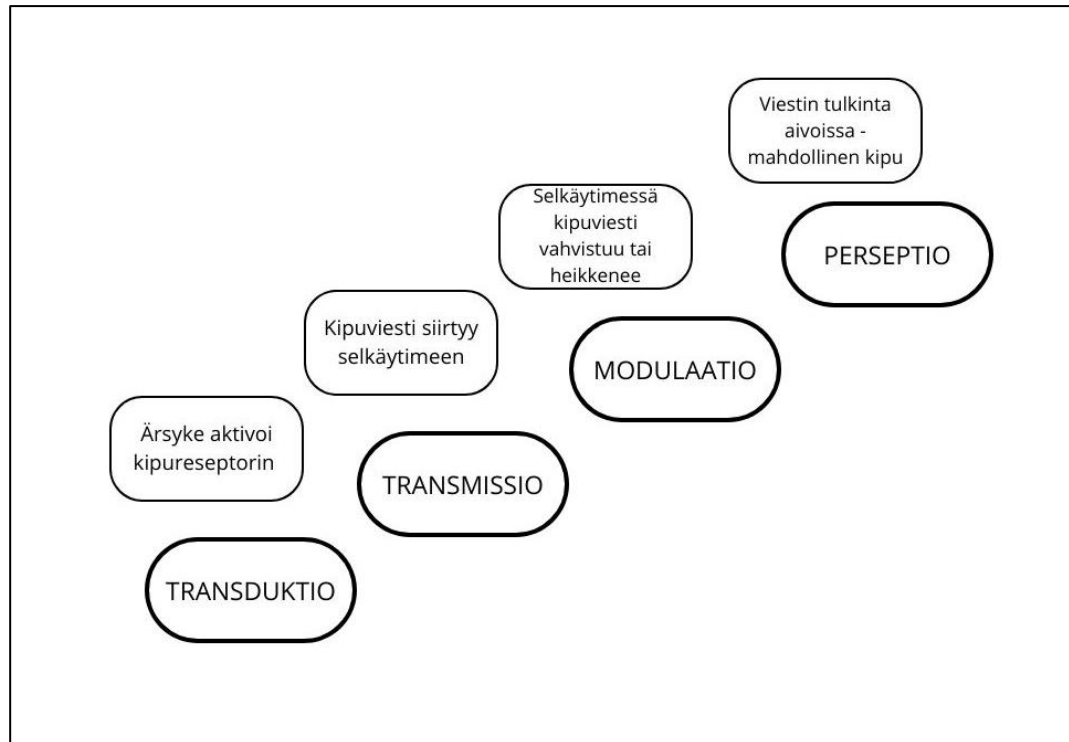 Viestin tulkinta
aivoissa -
mahdollinen kipu
PERSEPTIO
Selkäytimessä
kipuviesti
vahvistuu tai
heikkenee
MODULAATIO
Kipuviesti siirtyy
selkäytimeen
TRANSMISSIO
Ärsyke aktivoi
kipureseptorin
TRANSDUKTIO